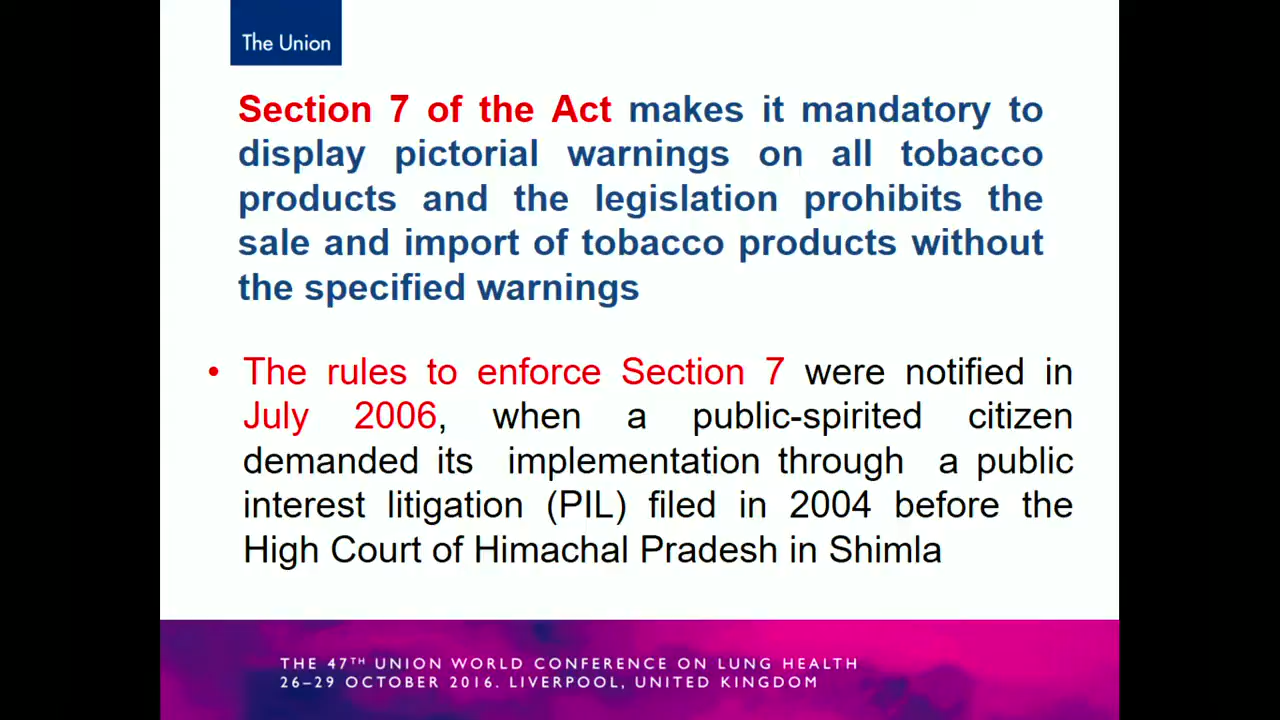 The Union
Section 7 of the Act makes it mandatory to
display pictorial warnings on all tobacco
products and the legislation prohibits the
sale and import of tobacco products without
the specified warnings
• The rules to enforce Section 7 were notified in
July 2006, when a public-spirited citizen
demanded its implementation through a public
interest litigation (PIL) filed in 2004 before the
High Court of Himachal Pradesh in Shimla
THE 47TH UNION WORLD CONFERENCE ON LUNG HEALTH
26–29 OCTOBER 2016. LIVERPOOL, UNITED KINGDOM